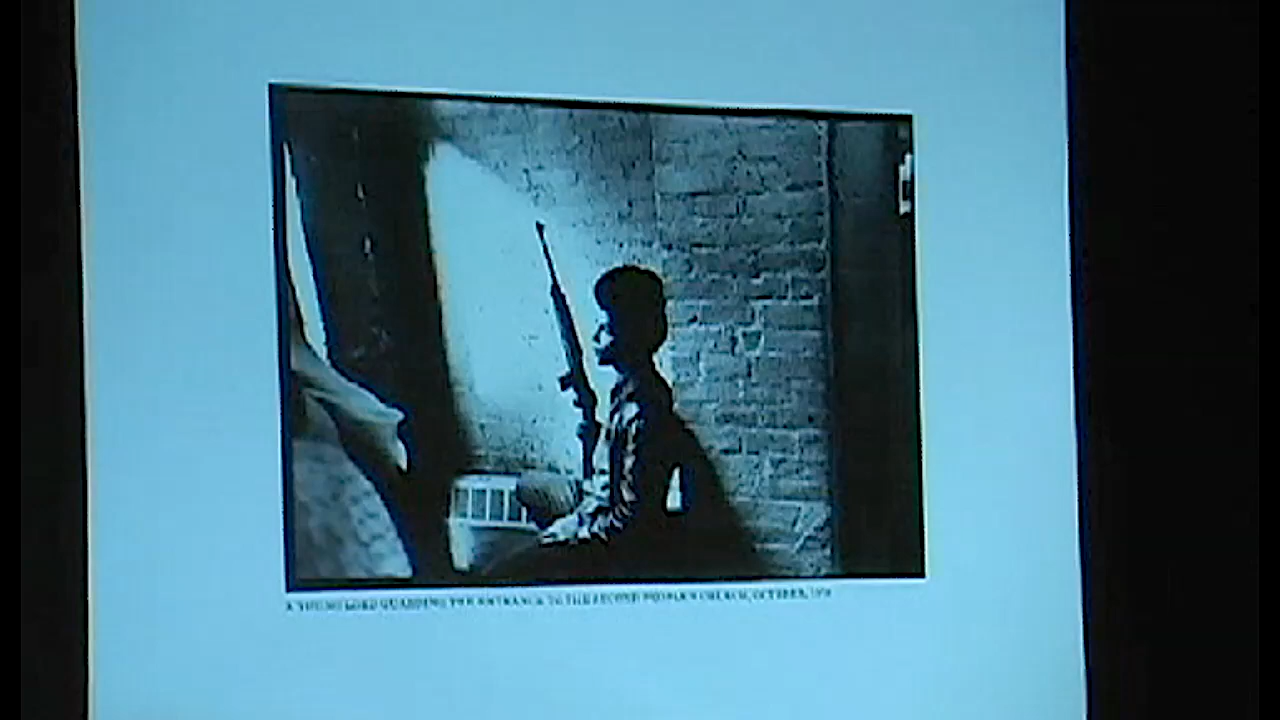 A YOUNG LORD GUARDING THE ENTRANCE TO THE SECOND PEOPLE'S CHURCH, OCTOBER,